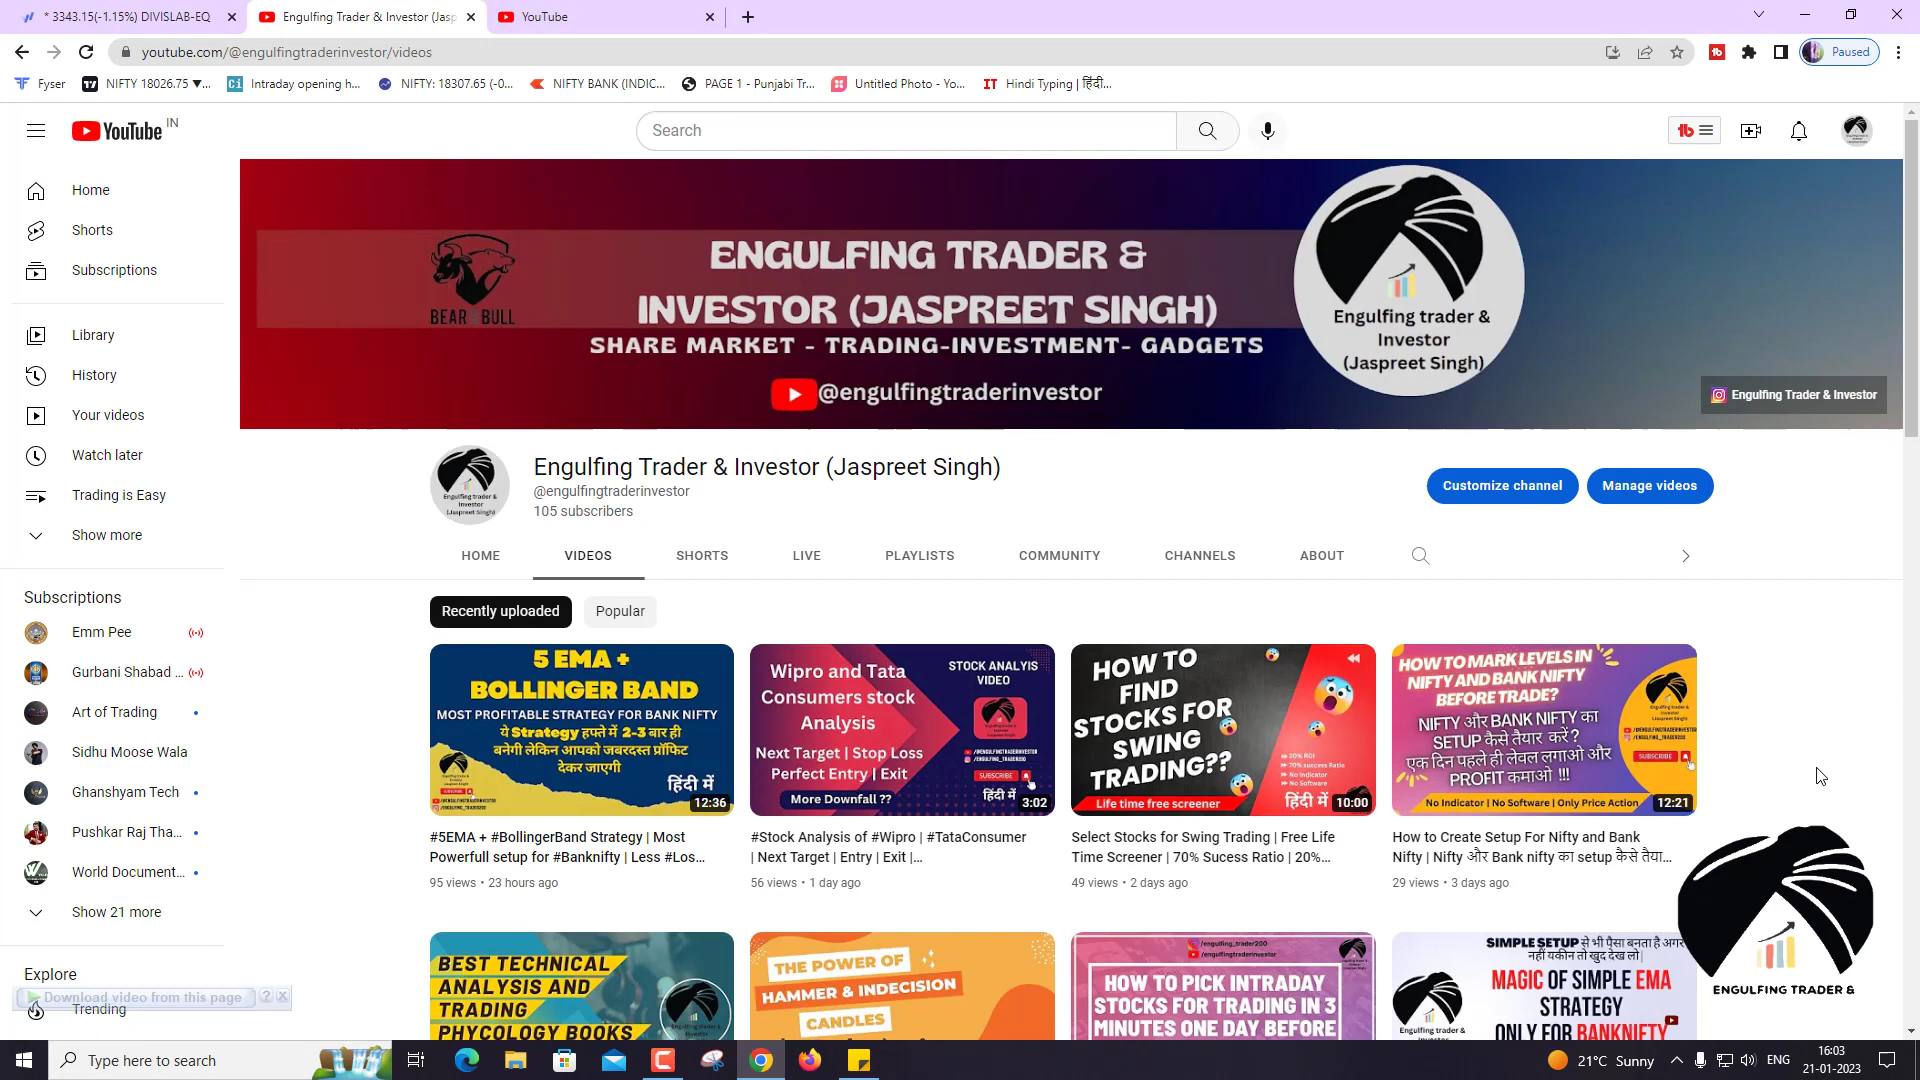 * 3343.15(-1.15%) DIVISLAB-EQ
Engulfing Trader & Investor (Jasp
YouTube
youtube.com/@engulfingtraderinvestor/videos
Paused
Fyser
NIFTY 18026.75 ▼...
Intraday opening h...
NIFTY: 18307.65 (-0...
NIFTY BANK (INDIC...
PAGE 1 - Punjabi Tr...
Untitled Photo - Yo...
Hindi Typing | हिंदी...
YouTube IN
Search
Home
Shorts
Subscriptions
Library
History
Your videos
Watch later
Trading is Easy
Show more
Subscriptions
Emm Pee
Gurbani Shabad ...
Art of Trading
Sidhu Moose Wala
Ghanshyam Tech
Pushkar Raj Tha...
World Document...
Show 21 more
Explore
Download video from this page
Trending
BEAR BULL
ENGULFING TRADER &
INVESTOR (JASPREET SINGH)
SHARE MARKET - TRADING-INVESTMENT- GADGETS
@engulfingtraderinvestor
Engulfing trader &
Investor
(Jaspreet Singh)
Engulfing Trader & Investor
Engulfing Trader & Investor (Jaspreet Singh)
@engulfingtraderinvestor
105 subscribers
Customize channel
Manage videos
HOME
VIDEOS
SHORTS
LIVE
PLAYLISTS
COMMUNITY
CHANNELS
ABOUT
Recently uploaded
Popular
5 EMA +
BOLLINGER BAND
MOST PROFITABLE STRATEGY FOR BANK NIFTY
ये Strategy हफ्ते में 2-3 बार ही
बनेगी लेकिन आपको जबरदस्त प्रॉफिट
देकर जाएगी
हिंदी में
12:36
#5EMA + #BollingerBand Strategy | Most
Powerfull setup for #Banknifty | Less #Los...
95 views • 23 hours ago
Wipro and Tata
Consumers stock
Analysis
Next Target | Stop Loss
Perfect Entry | Exit
More Downfall ??
STOCK ANALYIS
VIDEO
SUBSCRIBE
हिंदी में
3:02
#Stock Analysis of #Wipro | #TataConsumer
| Next Target | Entry | Exit |...
56 views • 1 day ago
HOW TO
FIND
STOCKS FOR
SWING
TRADING??
Life time free screener
20% ROI
70% success Ratio
No Indicator
No Software
हिंदी में
10:00
Select Stocks for Swing Trading | Free Life
Time Screener | 70% Sucess Ratio | 20%...
49 views • 2 days ago
HOW TO MARK LEVELS IN
NIFTY AND BANK NIFTY
BEFORE TRADE?
NIFTY और BANK NIFTY का
SETUP कैसे तैयार करें ?
एक दिन पहले ही लेवल लगाओ और
PROFIT कमाओ !!!
SUBSCRIBE
No Indicator | No Software | Only Price Action
12:21
How to Create Setup For Nifty and Bank
Nifty | Nifty और Bank nifty का setup कैसे तैया...
29 views • 3 days ago
BEST TECHNICAL
ANALYSIS AND
TRADING
PHYCOLOGY BOOKS
THE POWER OF
HAMMER & INDECISION
CANDLES
/engulfing_trader200
/engulfingtraderinvestor
HOW TO PICK INTRADAY
STOCKS FOR TRADING IN 3
MINUTES ONE DAY BEFORE
SIMPLE SETUP से भी पैसा बनता है अगर
नहीं यकीन तो खुद देख लो|
MAGIC OF SIMPLE EMA
STRATEGY
ONLY FOR BANKNIFTY
Engulfing trader &
ENGULFING TRADER &
Type here to search
21°C Sunny
ENG
16:03
21-01-2023